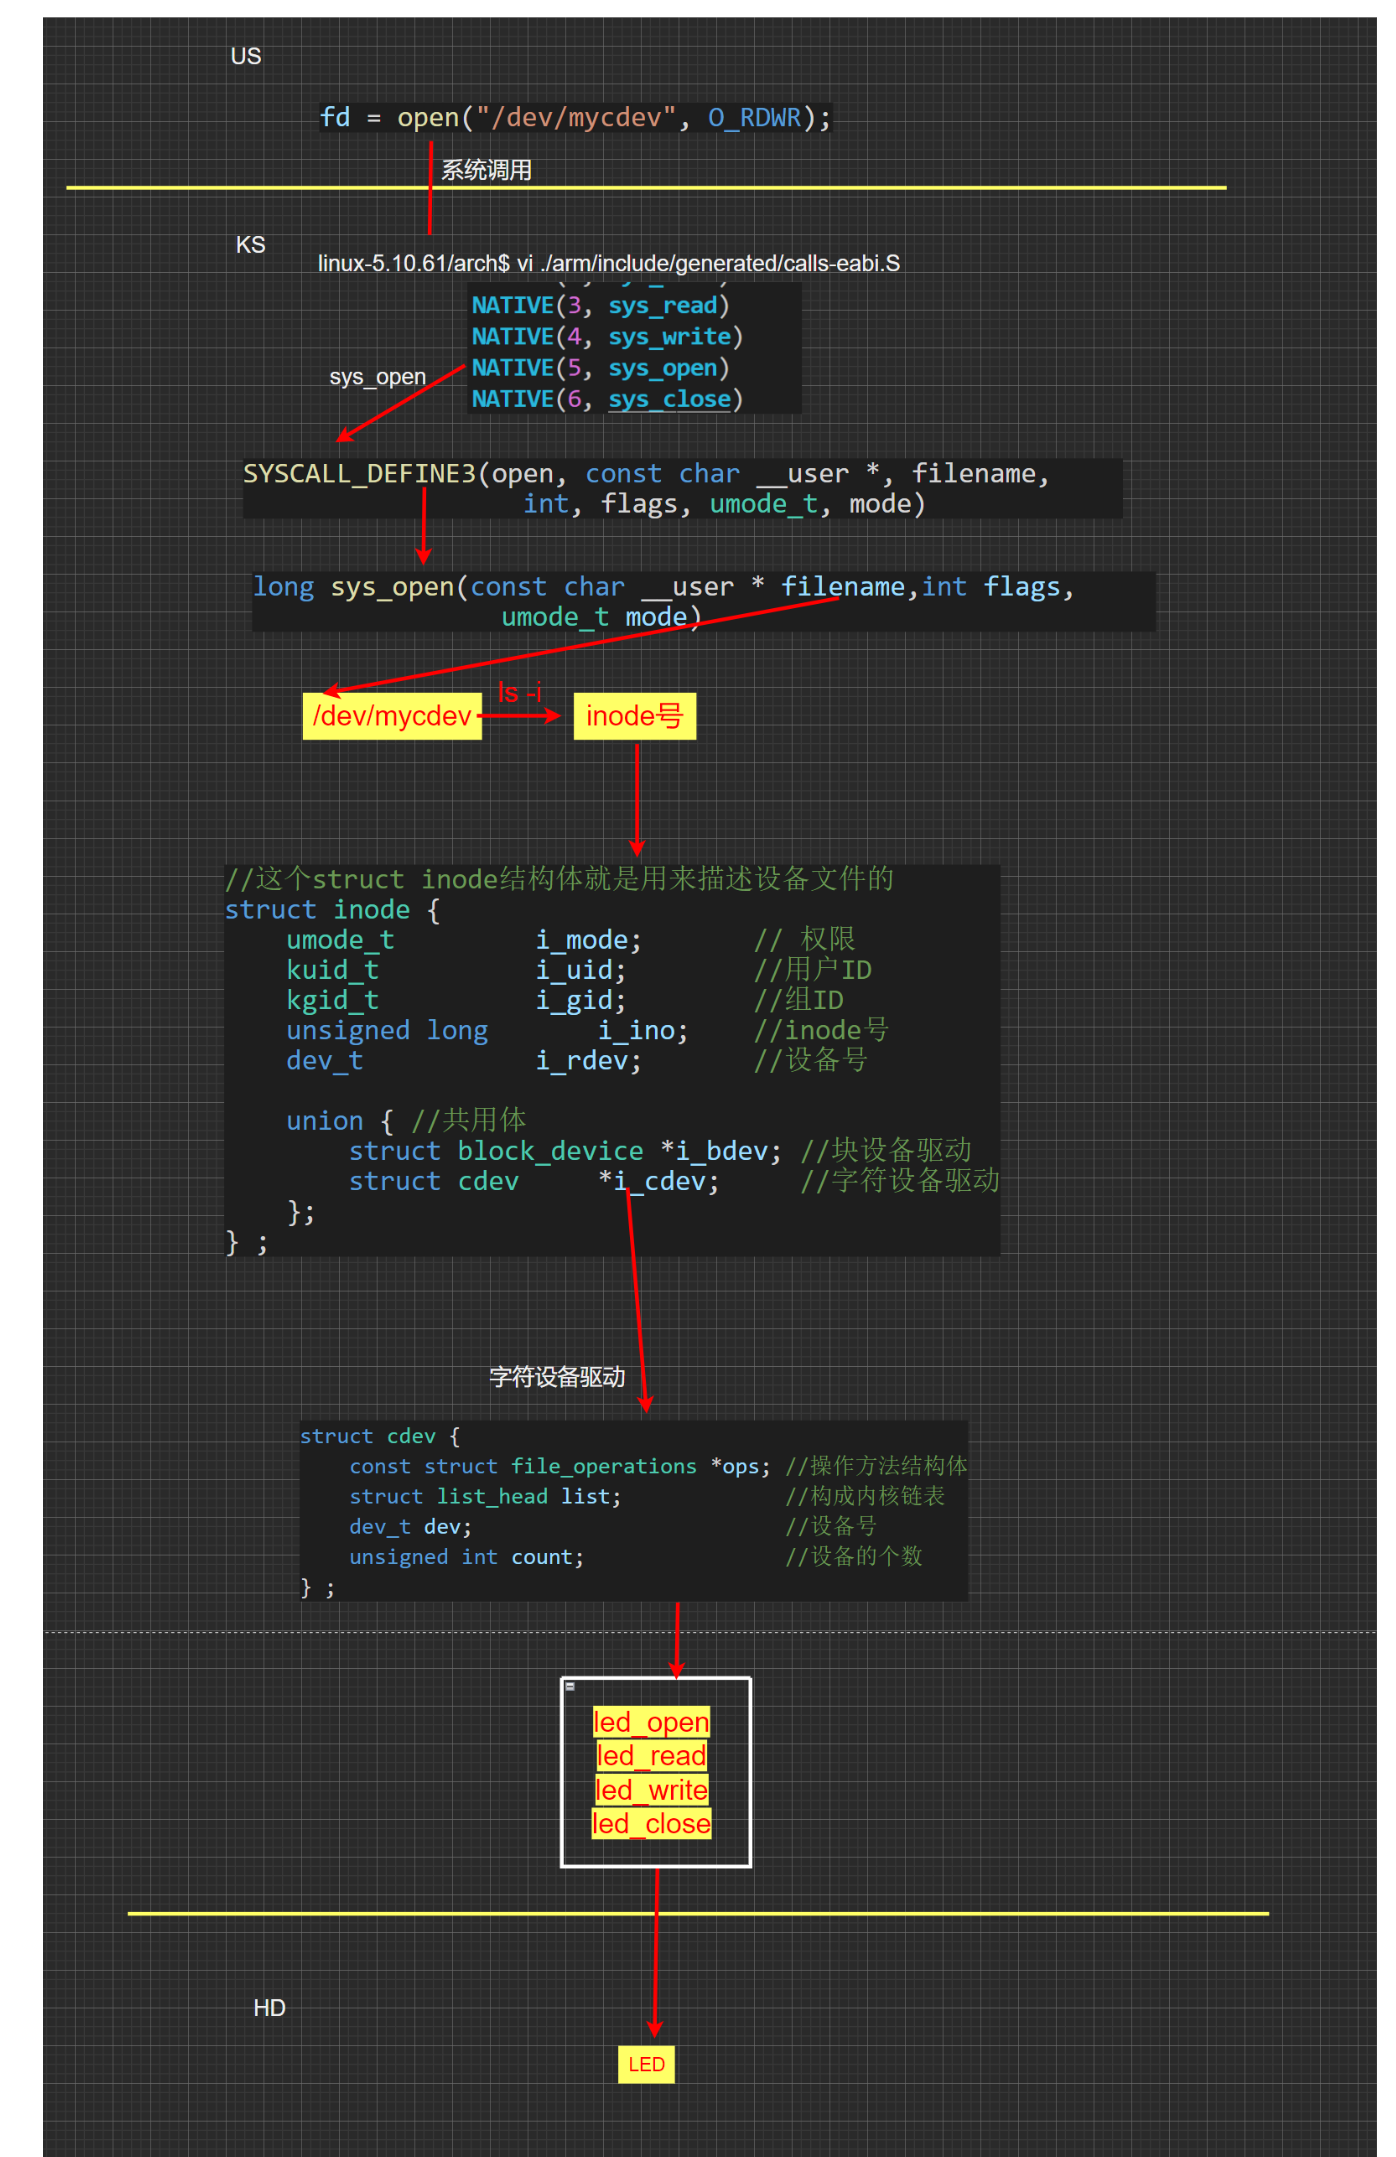 US
fd = open("/dev/mycdev", O_RDWR);
系统调用
KS
linux-5.10.61/arch$ vi ./arm/include/generated/calls-eabi.S
NATIVE(3, sys_read)
NATIVE(4, sys_write)
NATIVE(5, sys_open)
NATIVE(6, sys_close)
sys_open
SYSCALL_DEFINE3(open, const char __user *, filename,
int, flags, umode_t, mode)
long sys_open(const char __user * filename,int flags,
umode_t mode)
ls -i
/dev/mycdev
inode号
//这个struct inode结构体就是用来描述设备文件的
struct inode {
umode_t i_mode; // 权限
kuid_t i_uid; //用户ID
kgid_t i_gid; //组ID
unsigned long i_ino; //inode号
dev_t i_rdev; //设备号
union { //共用体
struct block_device *i_bdev; //块设备驱动
struct cdev *i_cdev; //字符设备驱动
};
} ;
字符设备驱动
struct cdev {
const struct file_operations *ops; //操作方法结构体
struct list_head list; //构成内核链表
dev_t dev; //设备号
unsigned int count; //设备的个数
} ;
led_open
led_read
led_write
led_close
HD
LED